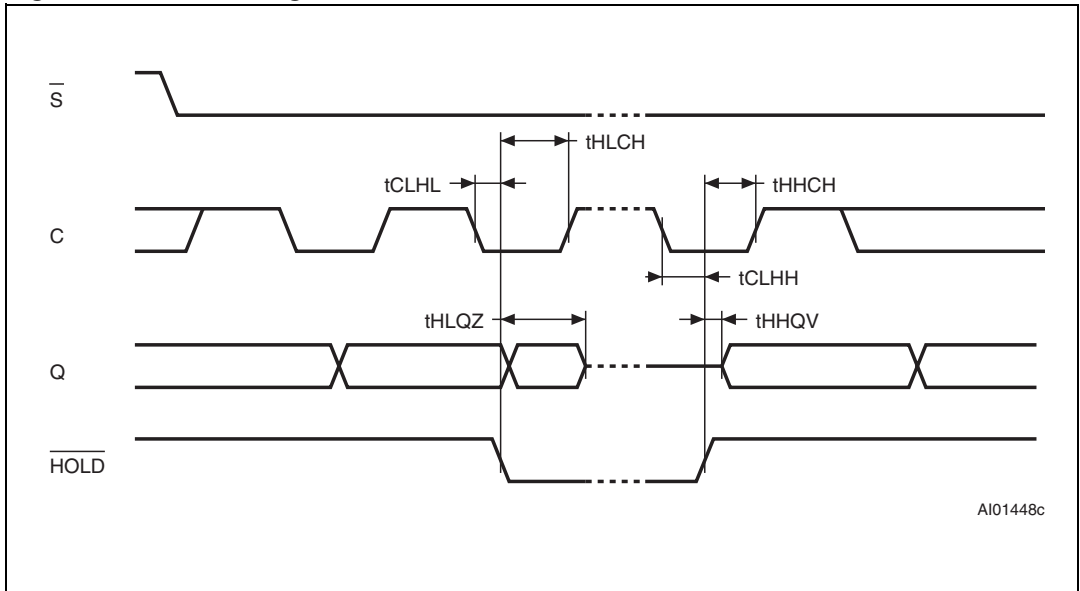 S
tHLCH
tCLHL
tHHCH
C
tCLHH
tHLQZ
tHHQV
Q
HOLD
AI01448c